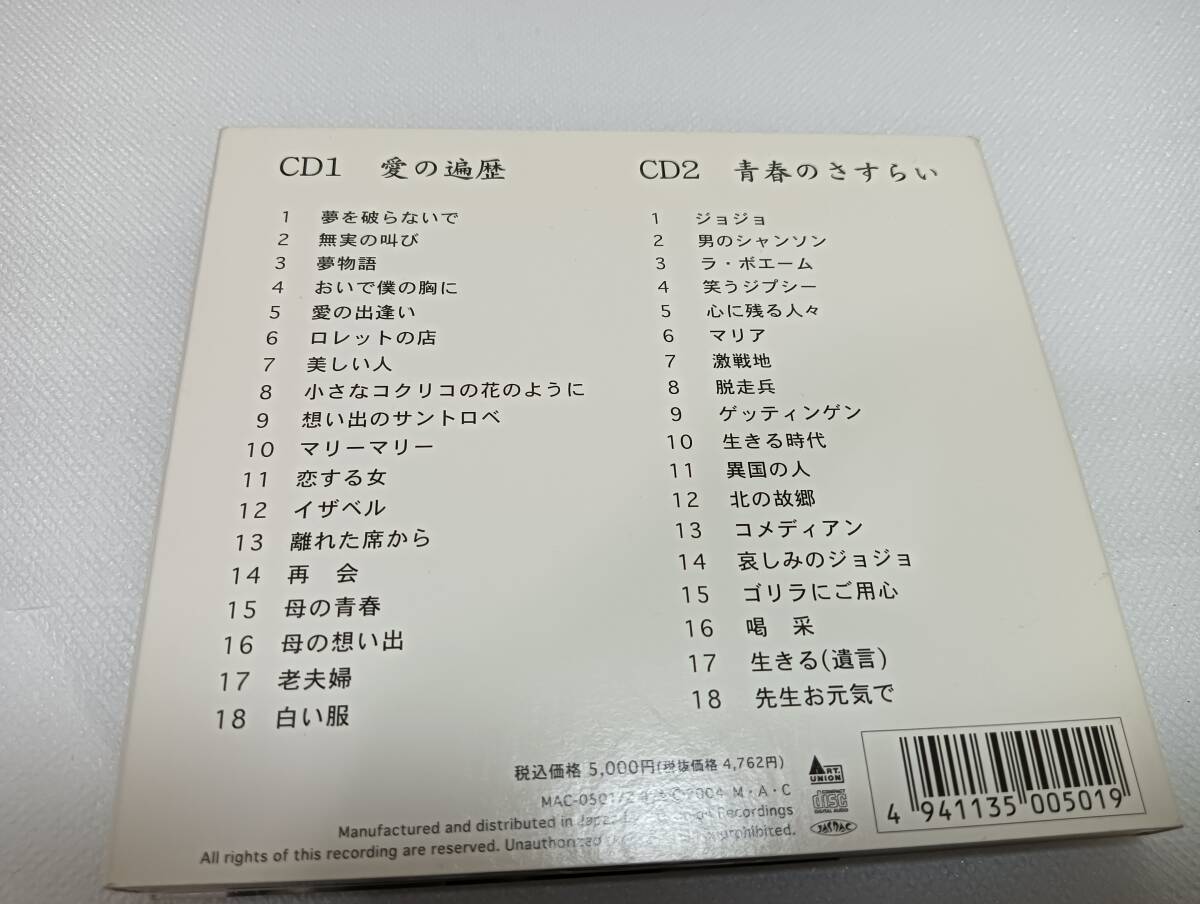 CD1 愛の遍歴
1 夢を破らないで
2 無実の叫び
3 夢物語
4 おいで僕の胸に
5 愛の出逢い
6 ロレットの店
7 美しい人
8 小さなコクリコの花のように
9 想い出のサントロペ
10 マリーマリー
11 恋する女
12 イザベル
13 離れた席から
14 再 会
15 母の青春
16 母の想い出
17 老夫婦
18 白い服
CD2 青春のさすらい
1 ジョジョ
2 男のシャンソン
3 ラ・ボエーム
4 笑うジプシー
5 心に残る人々
6 マリア
7 激戦地
8 脱走兵
9 ゲッティンゲン
10 生きる時代
11 異国の人
12 北の故郷
13 コメディアン
14 哀しみのジョジョ
15 ゴリラにご用心
16 喝 采
17 生きる(遺言)
18 先生お元気で
税込価格 5,000円(税抜価格 4,762円)
MAC-0501/2 2004 M・A・C
Manufactured and distributed in Recordings
All rights of this recording are reserved. Unauthorized prohibited.
ART UNION
COMPACT disc DIGITAL AUDIO
JASRAC
4 941135 005019